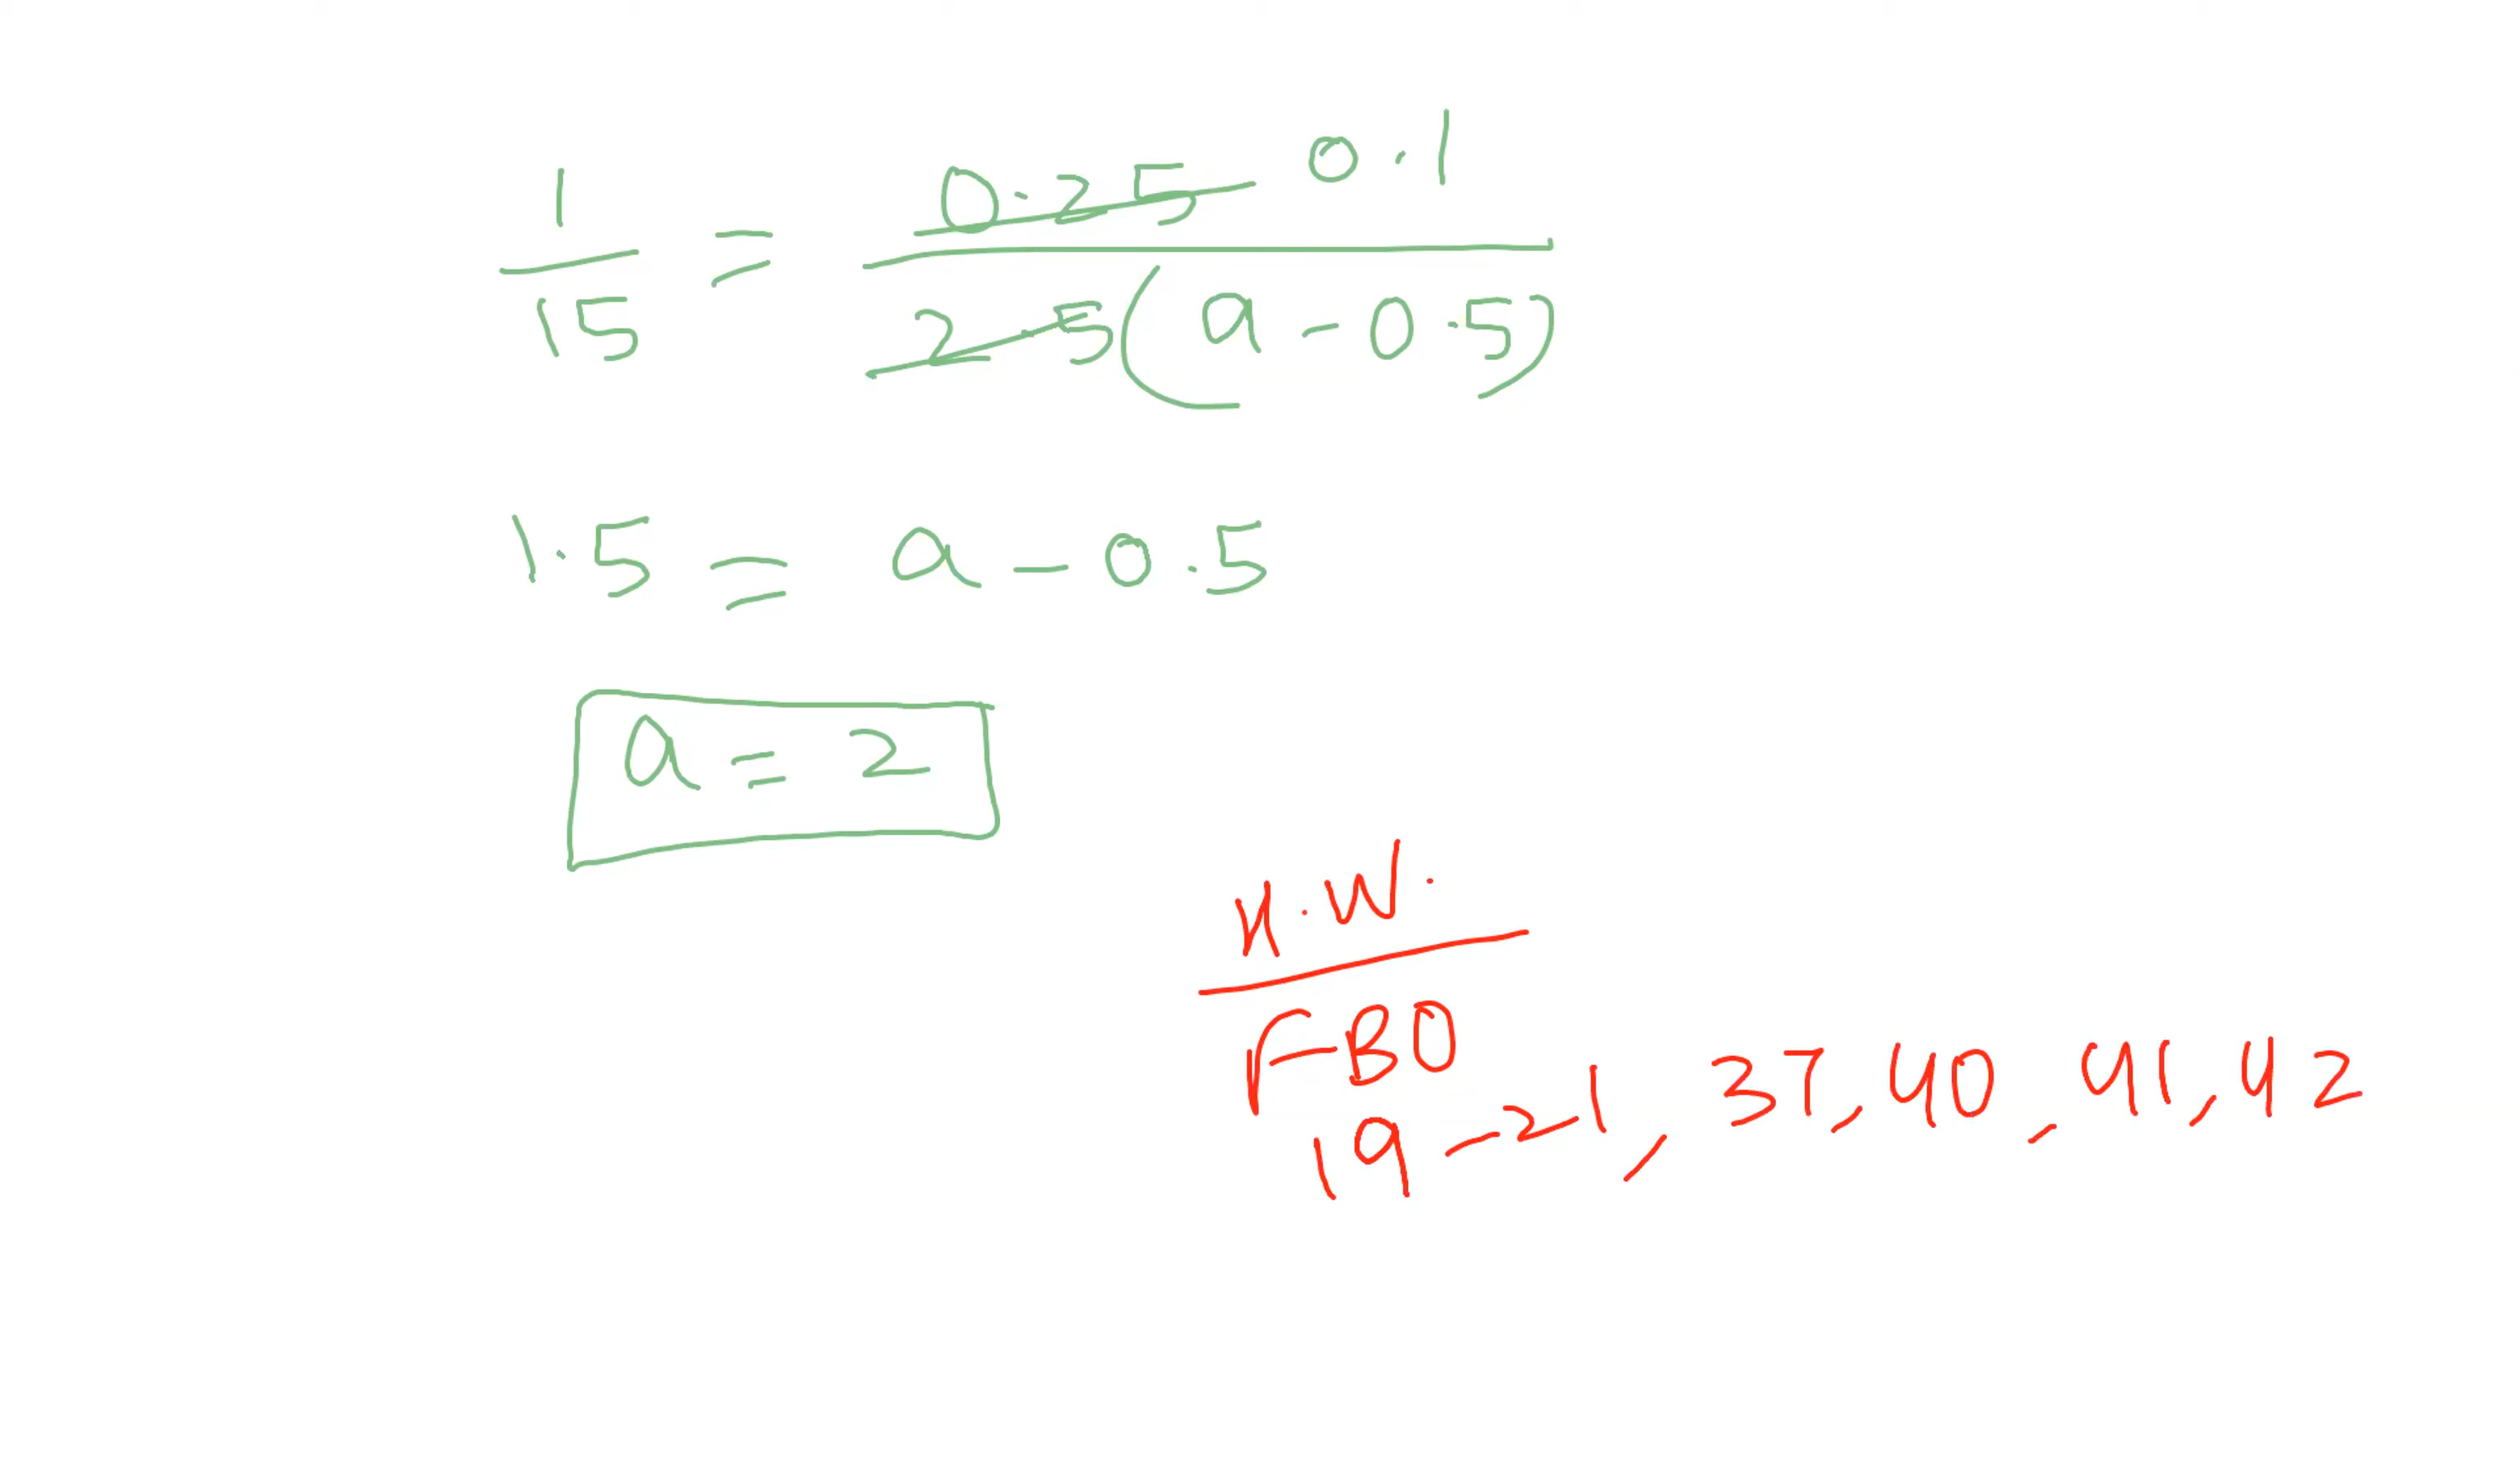 1/15 = 0.25 0.1 / 2.5(a - 0.5)
1.5 = a - 0.5
a = 2
H.W.
FBO
19 - 21, 37, 40, 41, 42